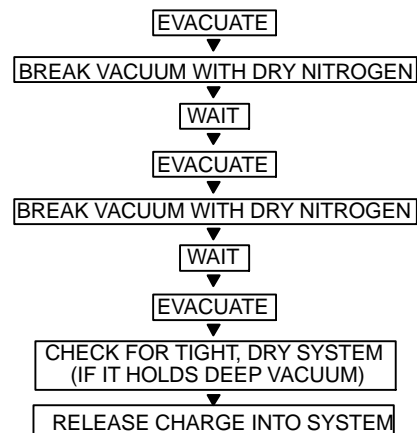 EVACUATE
BREAK VACUUM WITH DRY NITROGEN
WAIT
EVACUATE
BREAK VACUUM WITH DRY NITROGEN
WAIT
EVACUATE
CHECK FOR TIGHT, DRY SYSTEM
(IF IT HOLDS DEEP VACUUM)
RELEASE CHARGE INTO SYSTEM